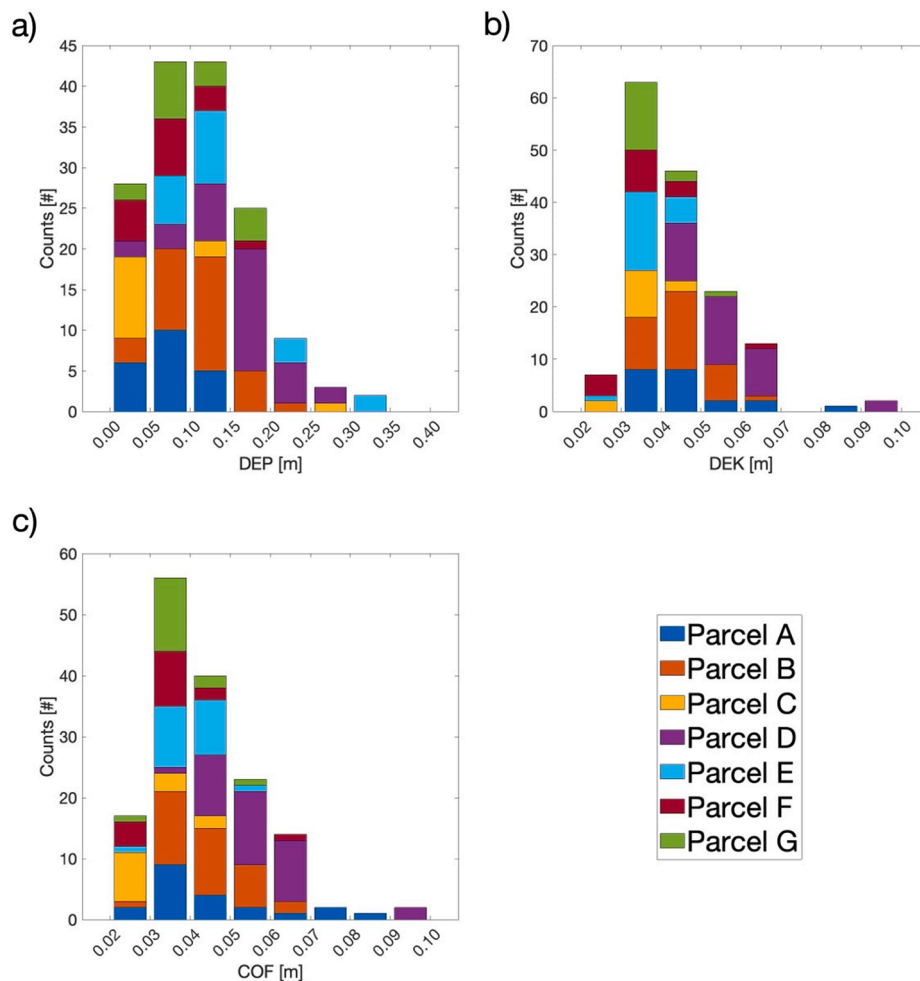 a)
45
40
35
30
25
20
15
10
5
0
Counts [#]
0.00 0.05 0.10 0.15 0.20 0.25 0.30 0.35 0.40
DEP [m]
b)
70
60
50
40
30
20
10
0
Counts [#]
0.02 0.03 0.04 0.05 0.06 0.07 0.08 0.09 0.10
DEK [m]
c)
60
50
40
30
20
10
0
Counts [#]
0.02 0.03 0.04 0.05 0.06 0.07 0.08 0.09 0.10
COF [m]
Parcel A
Parcel B
Parcel C
Parcel D
Parcel E
Parcel F
Parcel G